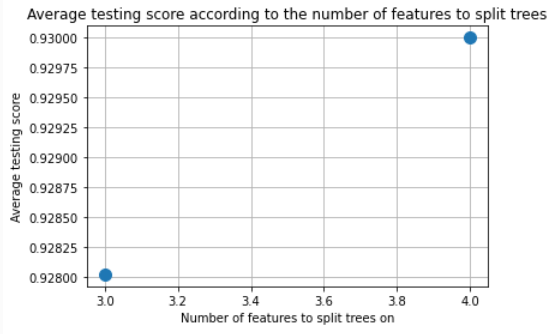 Average testing score according to the number of features to split trees
0.93000
0.92975
0.92950
0.92925
0.92900
0.92875
0.92850
0.92825
0.92800
Average testing score
3.0 3.2 3.4 3.6 3.8 4.0
Number of features to split trees on